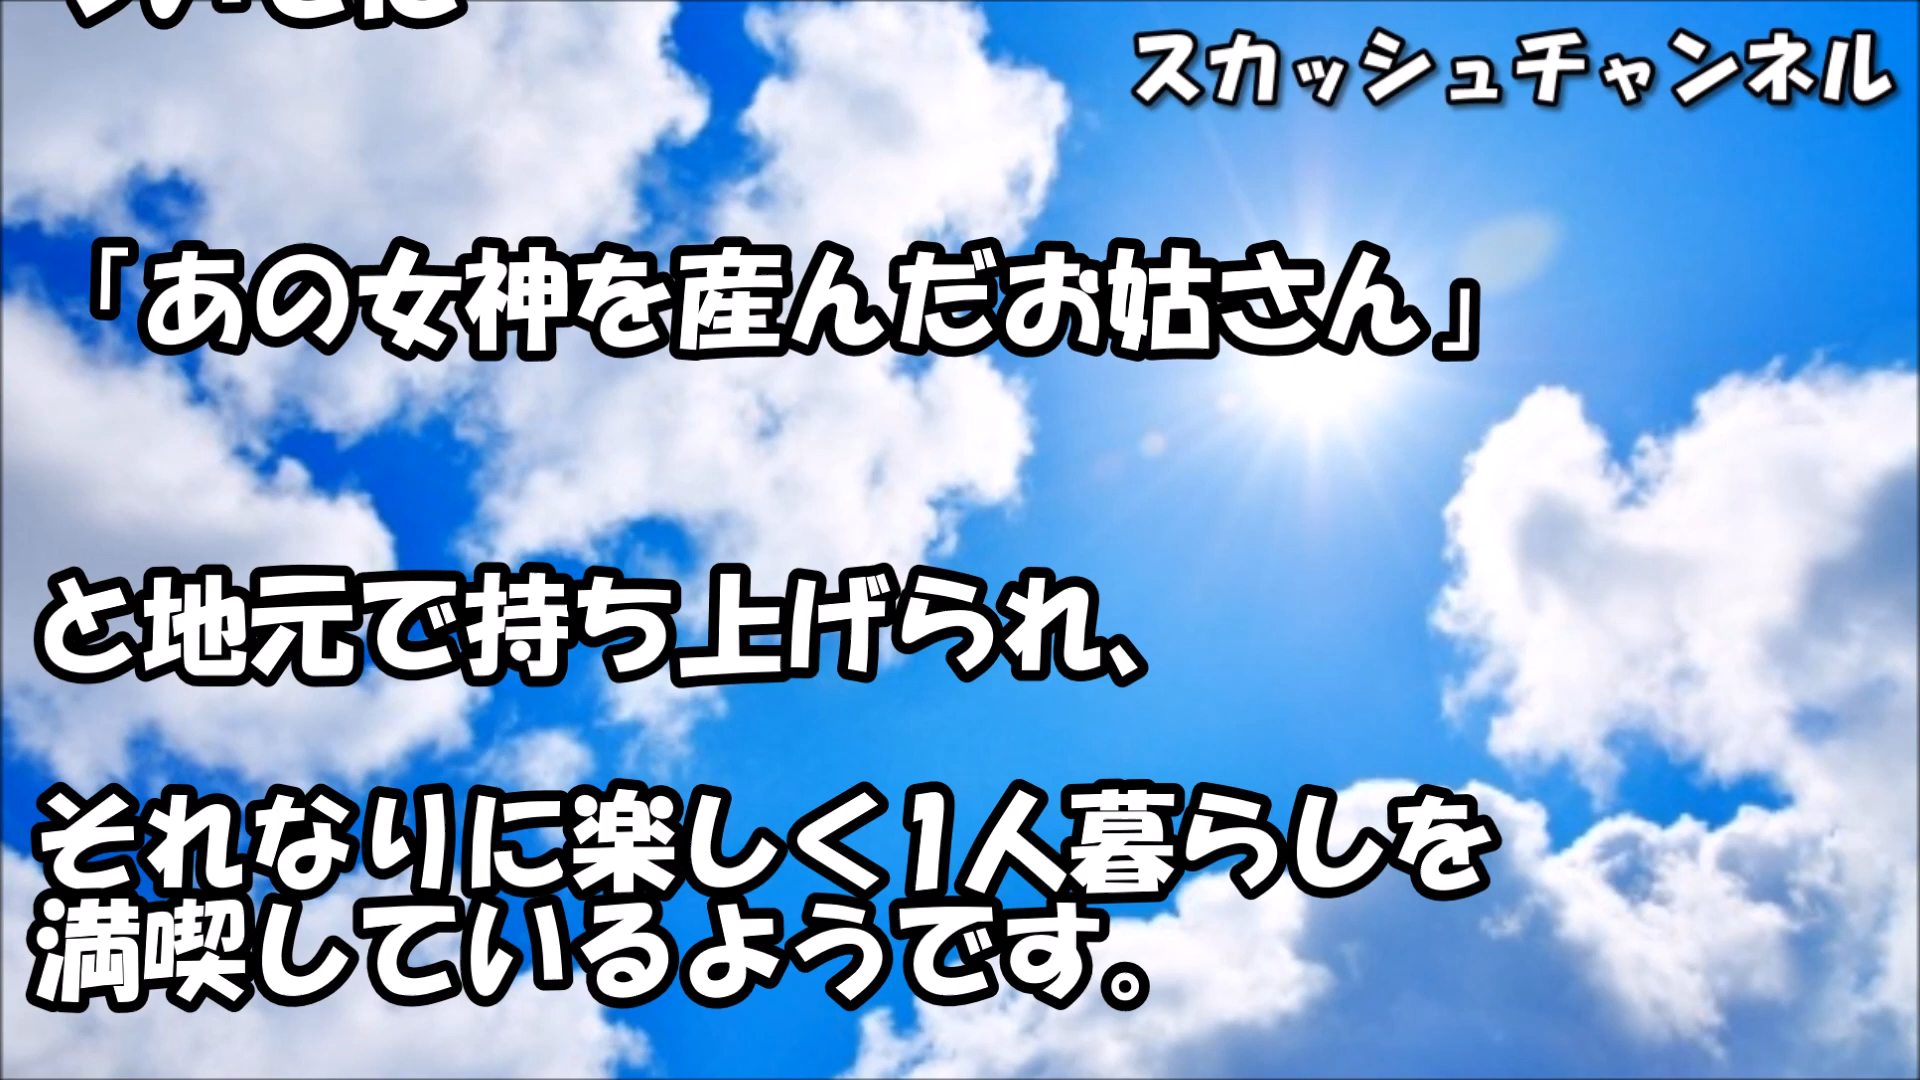 スカッシュチャンネル
「あの女神を産んだお姑さん」
と地元で持ち上げられ、
それなりに楽しく1人暮らしを
満喫しているようです。